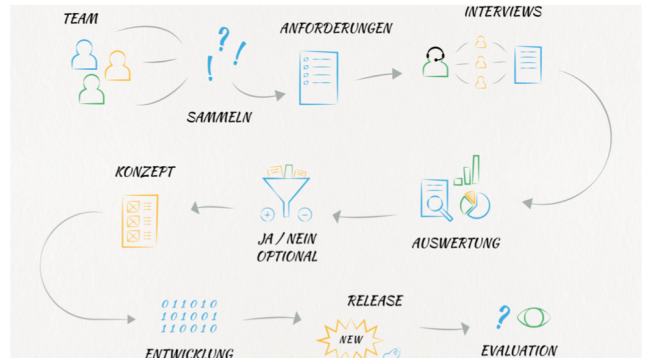 TEAM
SAMMELN
ANFORDERUNGEN
INTERVIEWS
AUSWERTUNG
JA / NEIN
OPTIONAL
KONZEPT
011010
101001
110010
ENTWICKLUNG
RELEASE
NEW
EVALUATION